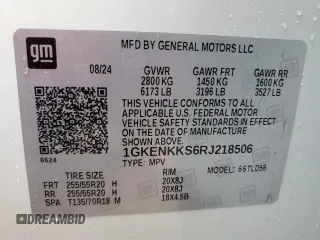 gm
MFD BY GENERAL MOTORS LLC
08/24 GVWR GAWR FRT GAWR RR
2800 KG 1450 KG 1600 KG
6173 LB 3196 LB 3527 LB
THIS VEHICLE CONFORMS TO ALL
APPLICABLE U.S. FEDERAL MOTOR
VEHICLE SAFETY STANDARDS IN
EFFECT ON THE DATE OF
MANUFACTURE SHOWN ABOVE.
1GKENKKS6RJ218506
8624 TYPE: MPV MODEL:
TIRE SIZE RIM
FRT 255/55R20 H 20X8J
RR 255/55R20 H 20X8J
SPA T135/70R18 M 18X4.5B
© AUTOBIDMASTER